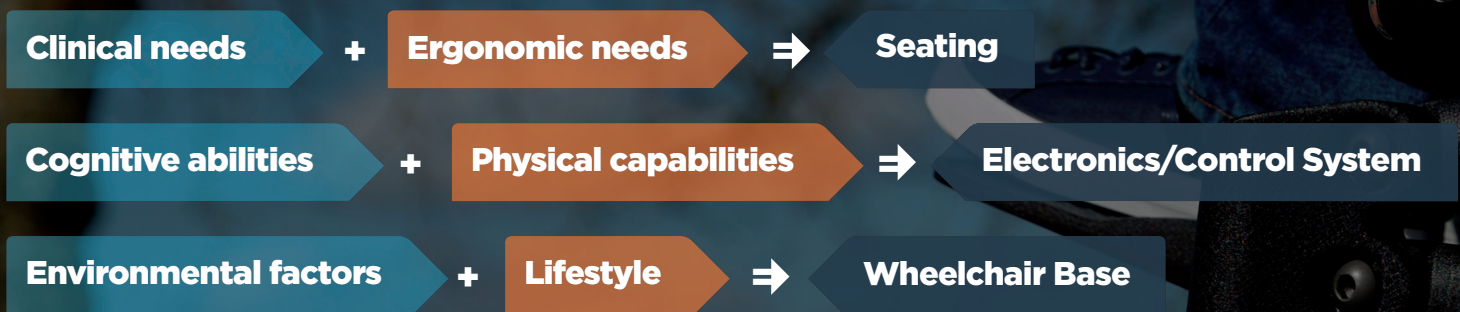 Clinical needs + Ergonomic needs ⇒ Seating
Cognitive abilities + Physical capabilities ⇒ Electronics/Control System
Environmental factors + Lifestyle ⇒ Wheelchair Base